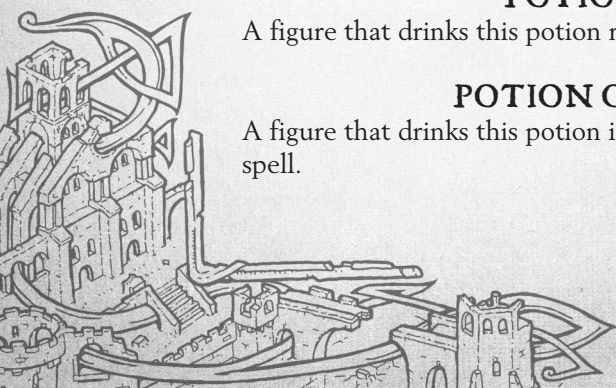 POTIO
A figure that drinks this potion r
POTION O
A figure that drinks this potion i
spell.